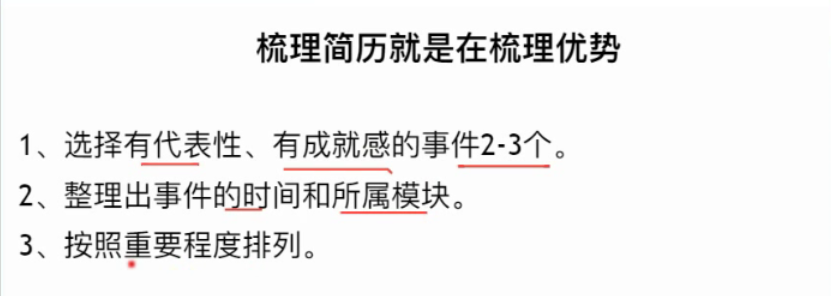 梳理简历就是在梳理优势
1、选择有代表性、有成就感的事件2-3个。
2、整理出事件的时间和所属模块。
3、按照重要程度排列。